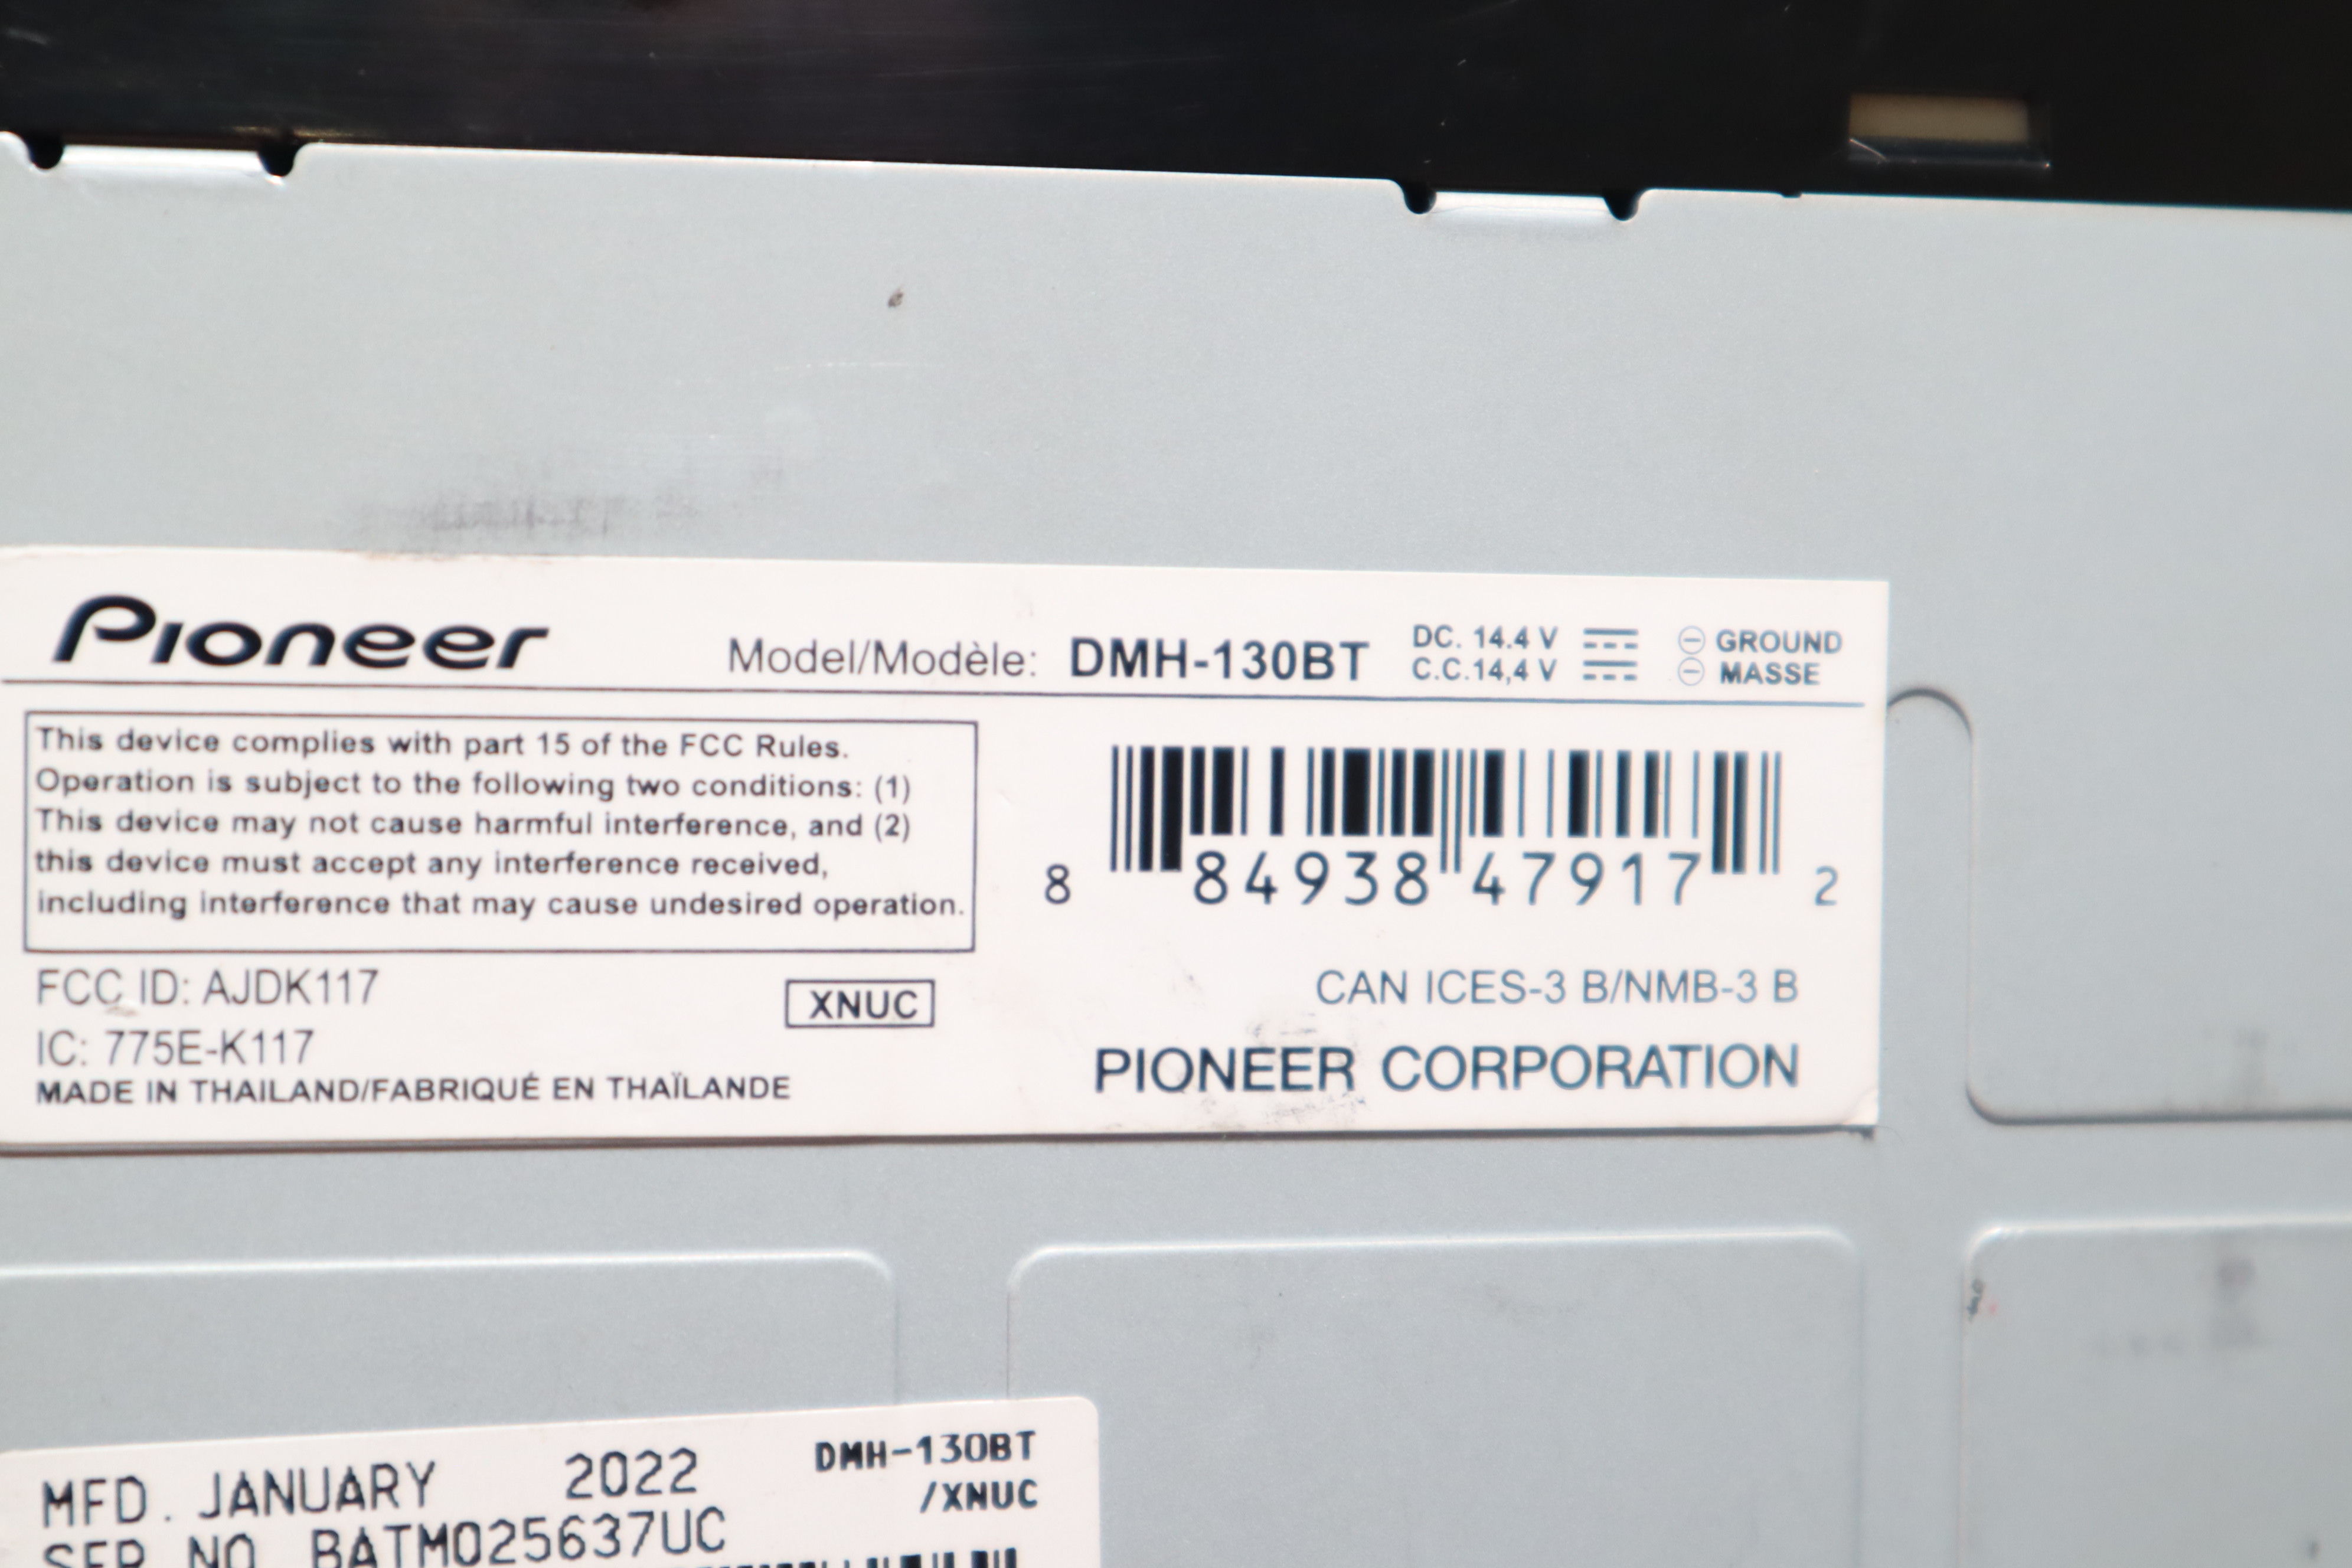 Pioneer
Model/Modèle: DMH-130BT
DC. 14.4 V
C.C.14,4 V
GROUND
MASSE
This device complies with part 15 of the FCC Rules.
Operation is subject to the following two conditions: (1)
This device may not cause harmful interference, and (2)
this device must accept any interference received,
including interference that may cause undesired operation.
8 84938 47917 2
FCC ID: AJDK117
IC: 775E-K117
XNUC
MADE IN THAILAND/FABRIQUÉ EN THAÏLANDE
CAN ICES-3 B/NMB-3 B
PIONEER CORPORATION
MFD. JANUARY 2022
DMH-130BT
/XNUC
SER NO. BATM025637UC